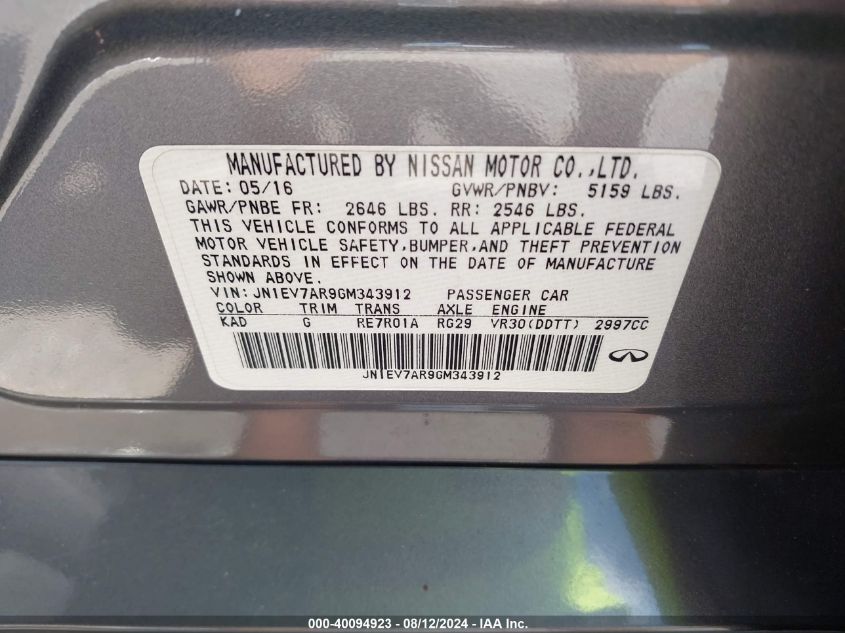 MANUFACTURED BY NISSAN MOTOR CO.,LTD.
DATE: 05/16 GVWR/PNBV: 5159 LBS.
GAWR/PNBE FR: 2646 LBS. RR: 2546 LBS.
THIS VEHICLE CONFORMS TO ALL APPLICABLE FEDERAL
MOTOR VEHICLE SAFETY,BUMPER,AND THEFT PREVENTION
STANDARDS IN EFFECT ON THE DATE OF MANUFACTURE
SHOWN ABOVE.
VIN: JN1EV7AR9GM343912 PASSENGER CAR
COLOR TRIM TRANS AXLE ENGINE
KAD G RE7R01A RG29 VR30(DDTT) 2997CC
JN1EV7AR9GM343912
000-40094923 - 08/12/2024 - IAA Inc.